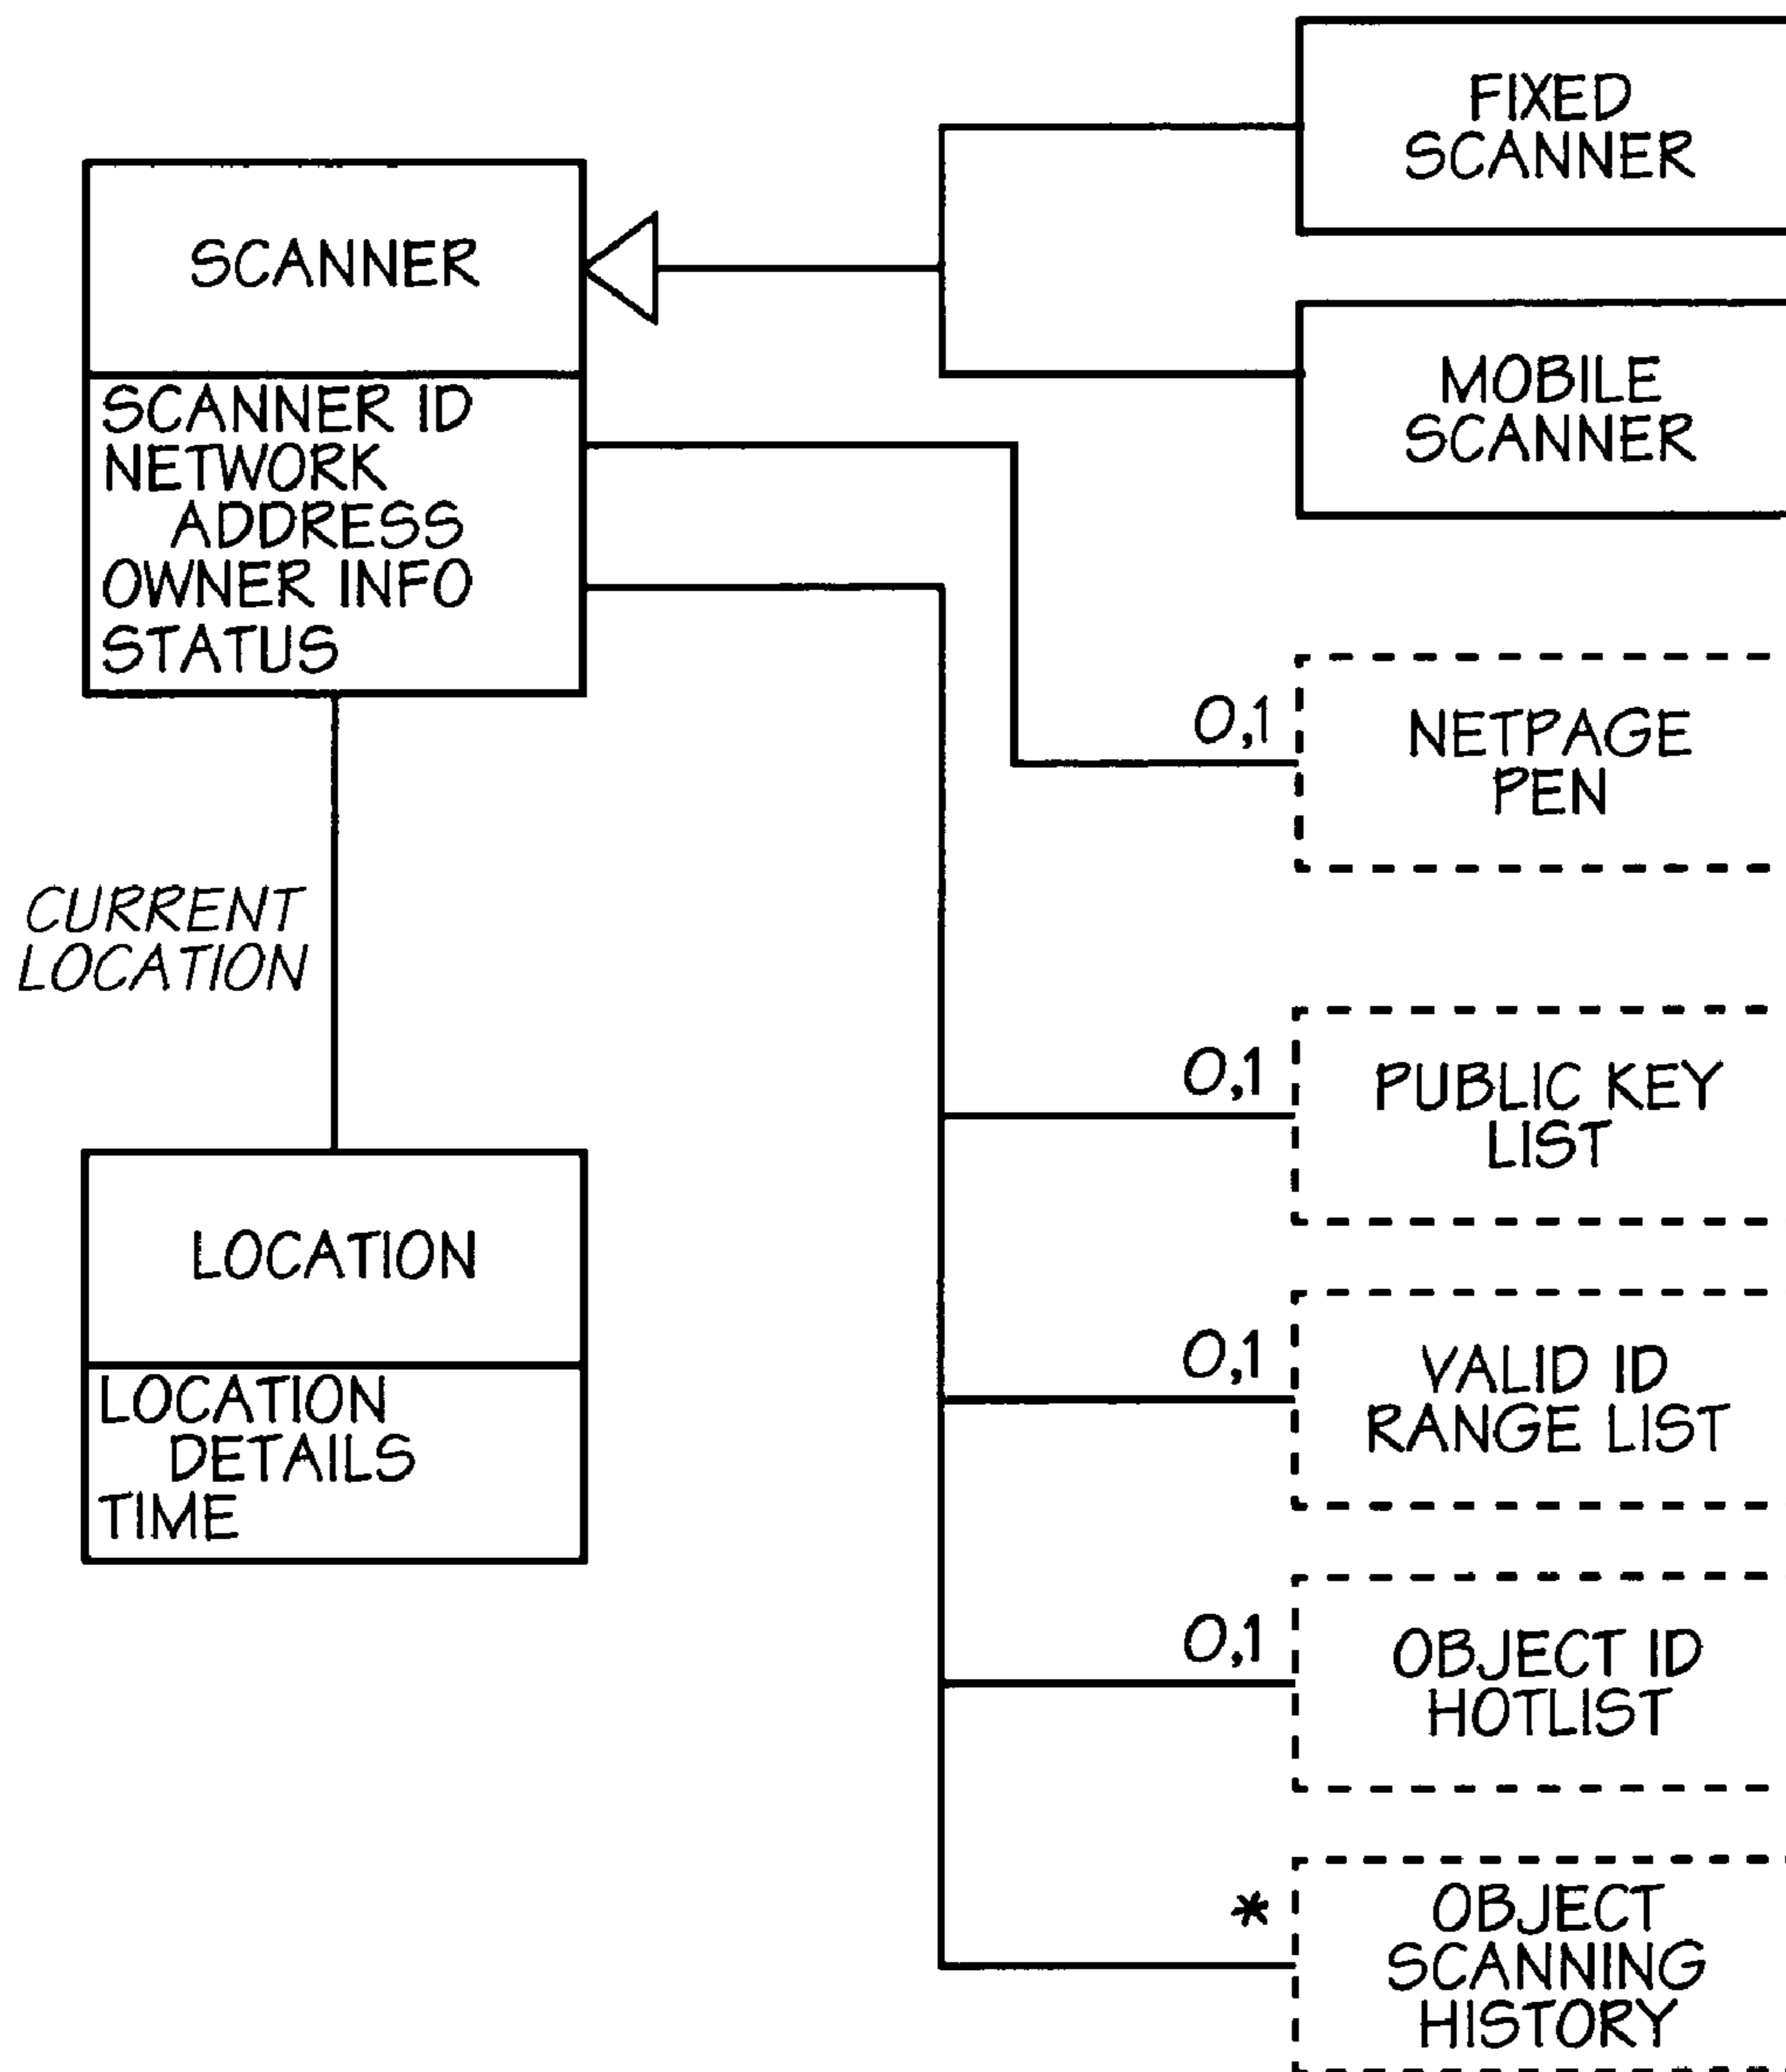 FIXED
SCANNER
SCANNER
MOBILE
SCANNER
SCANNER ID
NETWORK
ADDRESS
OWNER INFO
STATUS
0,1
NETPAGE
PEN
CURRENT
LOCATION
0,1
PUBLIC KEY
LIST
LOCATION
0,1
VALID ID
RANGE LIST
LOCATION
DETAILS
TIME
0,1
OBJECT ID
HOTLIST
*
OBJECT
SCANNING
HISTORY